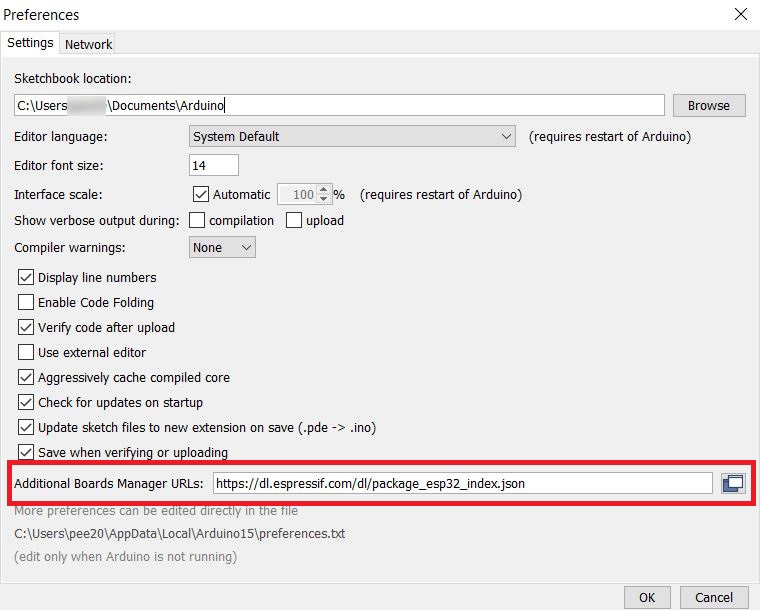 Preferences
Settings Network
Sketchbook location:
C:\Users \Documents\Arduino Browse
Editor language: System Default (requires restart of Arduino)
Editor font size: 14
Interface scale: Automatic 100 % (requires restart of Arduino)
Show verbose output during: compilation upload
Compiler warnings: None
Display line numbers
Enable Code Folding
Verify code after upload
Use external editor
Aggressively cache compiled core
Check for updates on startup
Update sketch files to new extension on save (.pde -> .ino)
Save when verifying or uploading
Additional Boards Manager URLs: https://dl.espressif.com/dl/package_esp32_index.json
More preferences can be edited directly in the file
C:\Users\pee20\AppData\Local\Arduino15\preferences.txt
(edit only when Arduino is not running)
OK Cancel